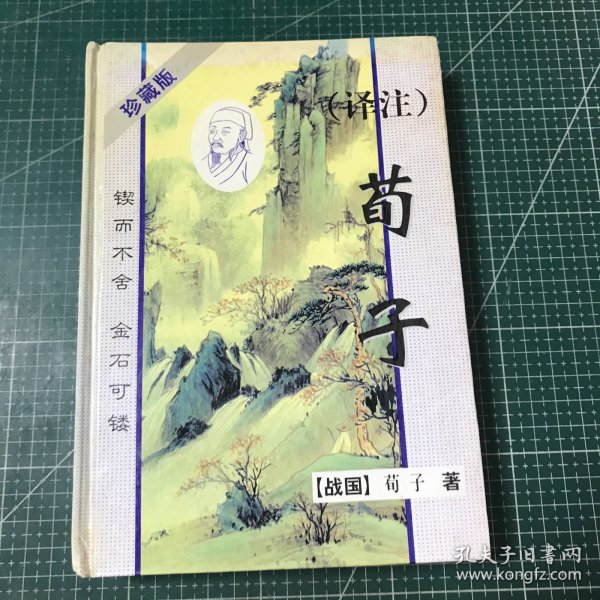 珍藏版
（译注）
荀子
锲而不舍 金石可镂
【战国】 荀子 著
孔夫子旧書网
www.kongfz.com